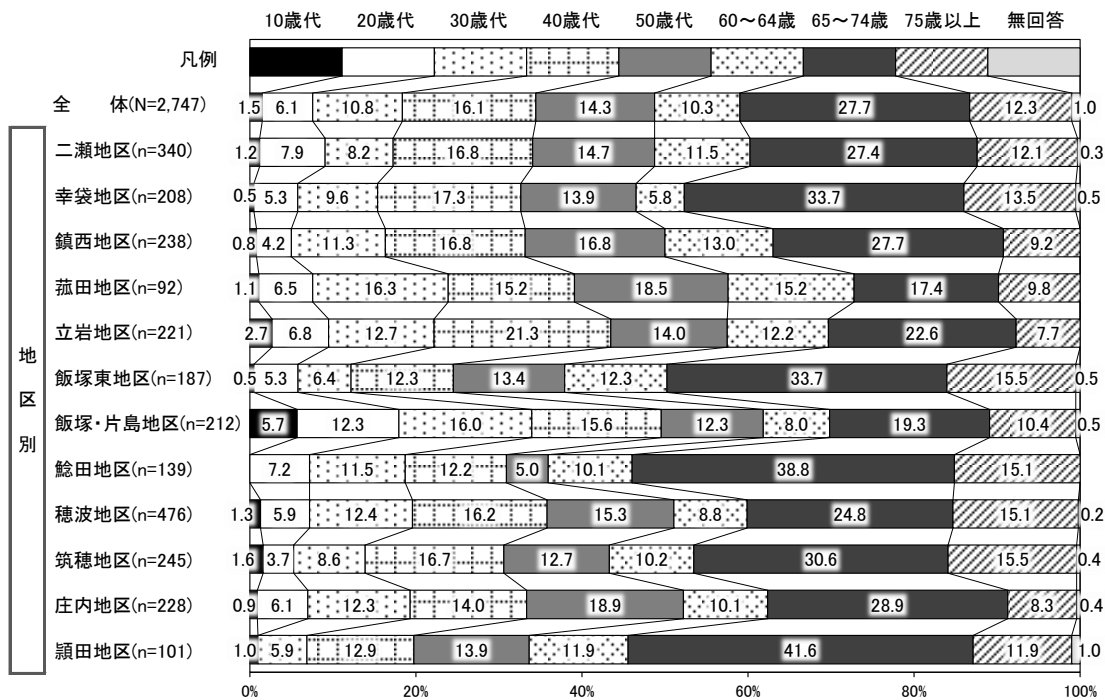 10歳代 20歳代 30歳代 40歳代 50歳代 60～64歳 65～74歳 75歳以上 無回答
凡例
全　　体(N=2,747) 1.5 6.1 10.8 16.1 14.3 10.3 27.7 12.3 1.0
地区別
二瀬地区(n=340) 1.2 7.9 8.2 16.8 14.7 11.5 27.4 12.1 0.3
幸袋地区(n=208) 0.5 5.3 9.6 17.3 13.9 5.8 33.7 13.5 0.5
鎮西地区(n=238) 0.8 4.2 11.3 16.8 16.8 13.0 27.7 9.2
菰田地区(n=92) 1.1 6.5 16.3 15.2 18.5 15.2 17.4 9.8
立岩地区(n=221) 2.7 6.8 12.7 21.3 14.0 12.2 22.6 7.7
飯塚東地区(n=187) 0.5 5.3 6.4 12.3 13.4 12.3 33.7 15.5 0.5
飯塚・片島地区(n=212) 5.7 12.3 16.0 15.6 12.3 8.0 19.3 10.4 0.5
鯰田地区(n=139) 7.2 11.5 12.2 5.0 10.1 38.8 15.1
穂波地区(n=476) 1.3 5.9 12.4 16.2 15.3 8.8 24.8 15.1 0.2
筑穂地区(n=245) 1.6 3.7 8.6 16.7 12.7 10.2 30.6 15.5 0.4
庄内地区(n=228) 0.9 6.1 12.3 14.0 18.9 10.1 28.9 8.3 0.4
頴田地区(n=101) 1.0 5.9 12.9 13.9 11.9 41.6 11.9 1.0
0% 20% 40% 60% 80% 100%